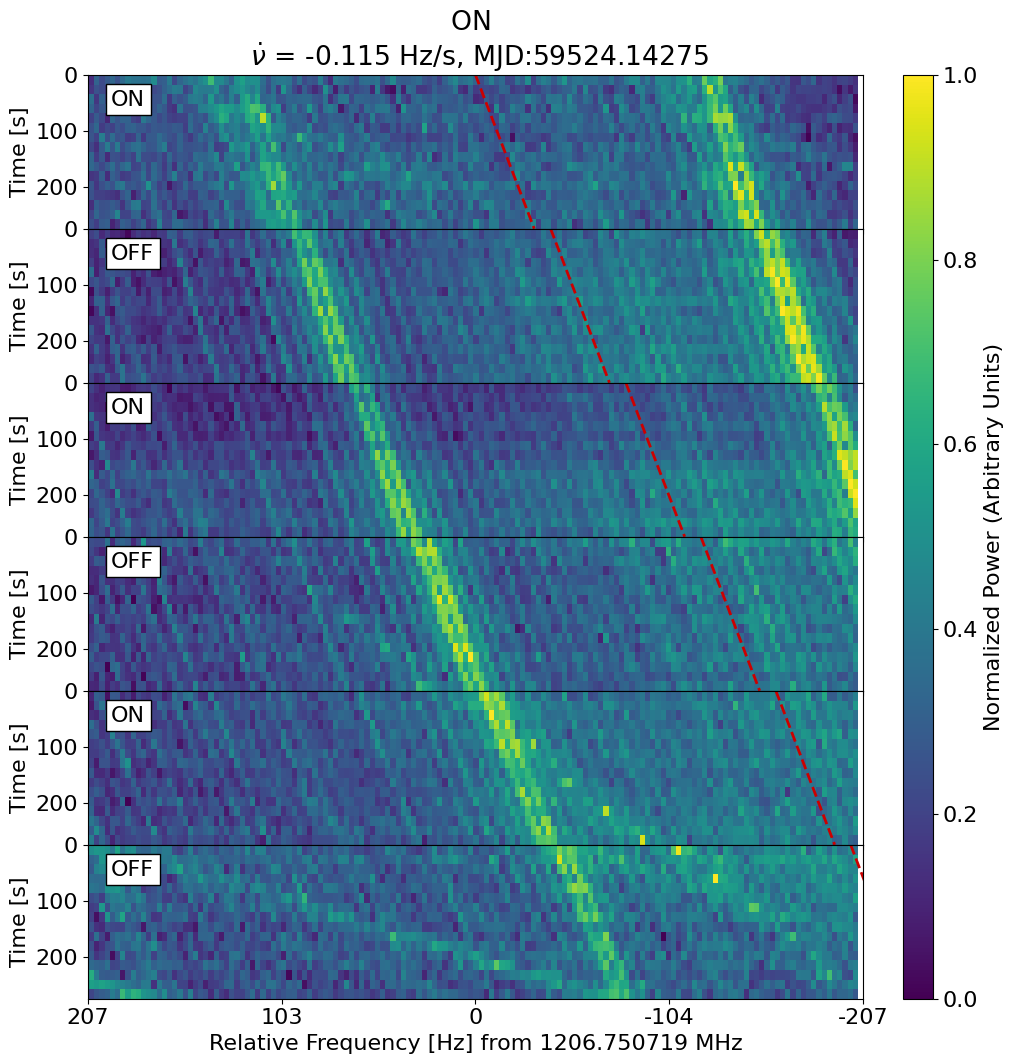 ON
ν̇ = -0.115 Hz/s, MJD:59524.14275
0
100
200
Time [s]
ON
0
100
200
Time [s]
OFF
0
100
200
Time [s]
ON
0
100
200
Time [s]
OFF
0
100
200
Time [s]
ON
0
100
200
Time [s]
OFF
207
103
0
-104
-207
Relative Frequency [Hz] from 1206.750719 MHz
1.0
0.8
0.6
0.4
0.2
0.0
Normalized Power (Arbitrary Units)